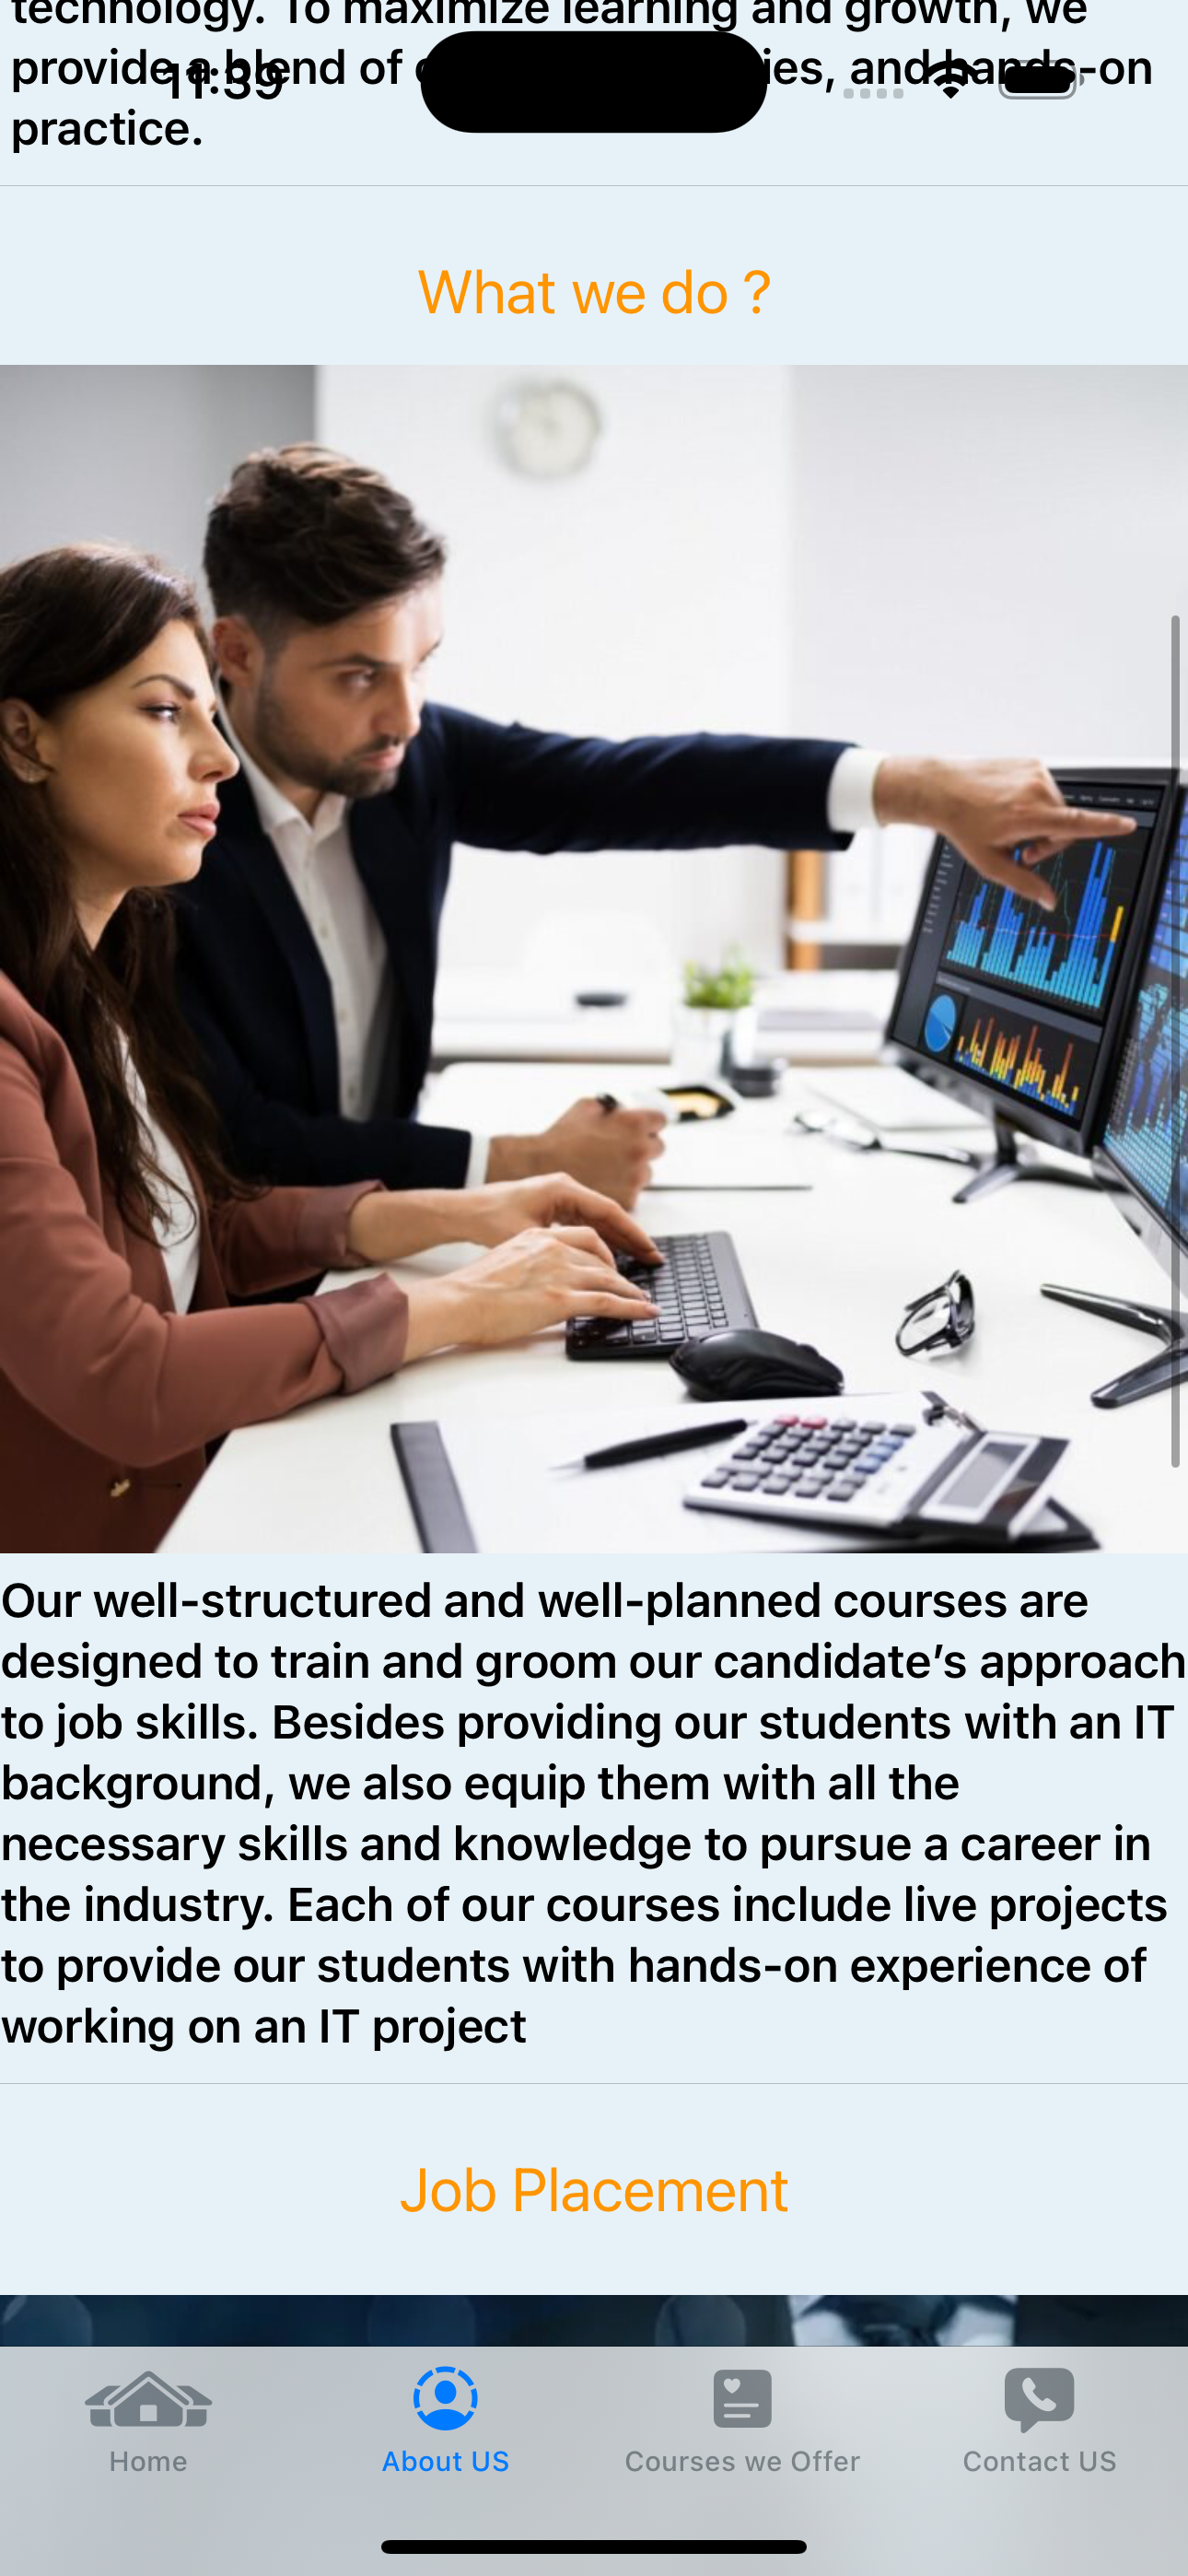 technology. To maximize learning and growth, we
provide a blend of ies, and hands-on
11:39
practice.
What we do ?
Our well-structured and well-planned courses are
designed to train and groom our candidate’s approach
to job skills. Besides providing our students with an IT
background, we also equip them with all the
necessary skills and knowledge to pursue a career in
the industry. Each of our courses include live projects
to provide our students with hands-on experience of
working on an IT project
Job Placement
Home
About US
Courses we Offer
Contact US